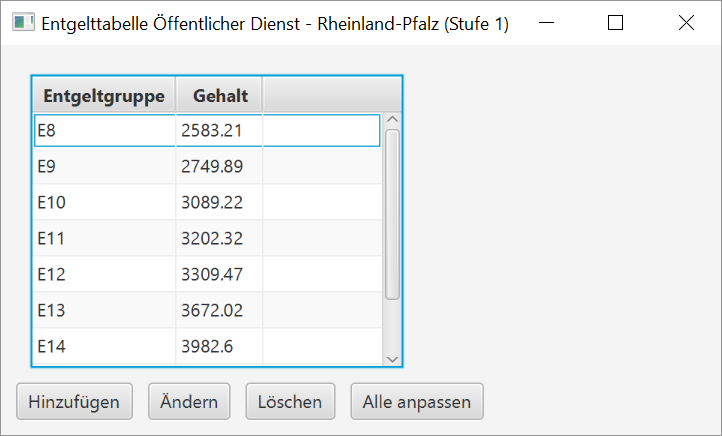 Entgelttabelle Öffentlicher Dienst - Rheinland-Pfalz (Stufe 1)
Entgeltgruppe Gehalt
E8 2583.21
E9 2749.89
E10 3089.22
E11 3202.32
E12 3309.47
E13 3672.02
E14 3982.6
Hinzufügen Ändern Löschen Alle anpassen